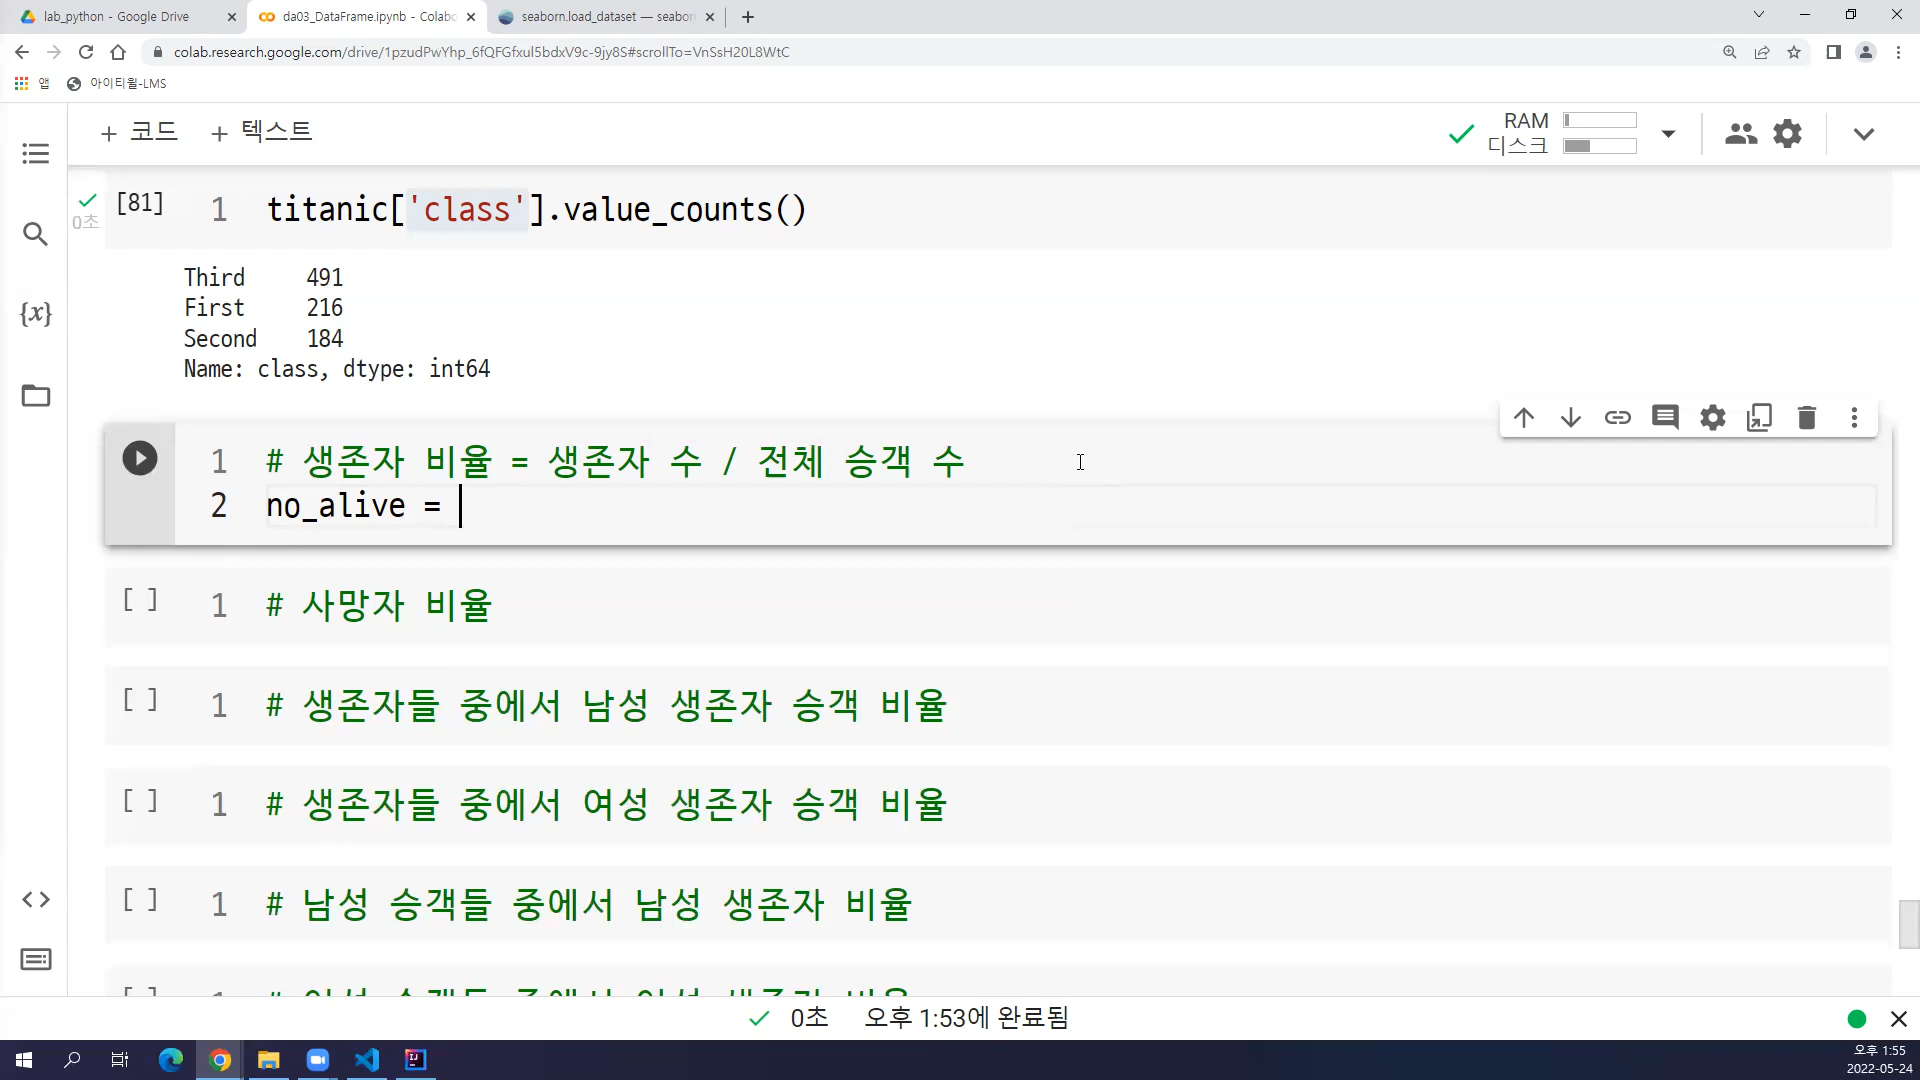 lab_python - Google Drive
da03_DataFrame.ipynb - Colabo
seaborn.load_dataset — seabor
colab.research.google.com/drive/1pzudPwYhp_6fQFGfxul5bdxV9c-9jy8S#scrollTo=VnSsH20L8WtC
앱
아이티윌-LMS
+ 코드 + 텍스트
RAM
디스크
[81] 1 titanic['class'].value_counts()
0초
Third 491
First 216
Second 184
Name: class, dtype: int64
1 # 생존자 비율 = 생존자 수 / 전체 승객 수
2 no_alive =
[ ] 1 # 사망자 비율
[ ] 1 # 생존자들 중에서 남성 생존자 승객 비율
[ ] 1 # 생존자들 중에서 여성 생존자 승객 비율
[ ] 1 # 남성 승객들 중에서 남성 생존자 비율
0초 오후 1:53에 완료됨
오후 1:55
2022-05-24